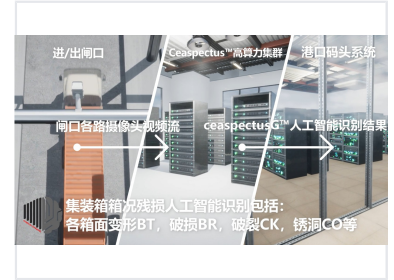 进/出闸口
Ceaspectus™高算力集群
港口码头系统
闸口各路摄像头视频流
ceaspectusG™人工智能识别结果
集装箱箱况残损人工智能识别包括：
各箱面变形BT，破损BR，破裂CK，锈洞CO等